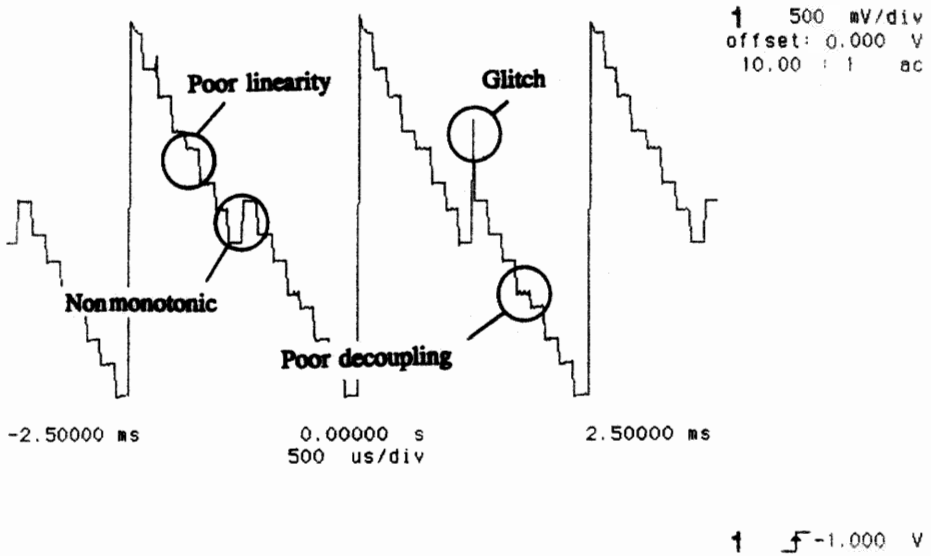 1 500 mV/div
offset: 0.000 V
10.00 : 1 ac
Poor linearity
Glitch
Nonmonotonic
Poor decoupling
-2.50000 ms
0.00000 s
2.50000 ms
500 us/div
1 -1.000 V